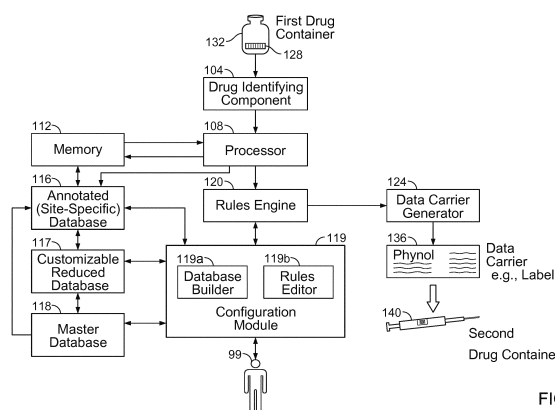 First Drug
Container
132
128
104
Drug Identifying
Component
112
Memory
108
Processor
116
Annotated
(Site-Specific)
Database
120
Rules Engine
124
Data Carrier
Generator
117
Customizable
Reduced
Database
119
119a
Database
Builder
119b
Rules
Editor
Configuration
Module
136
Phynol
Data
Carrier
e.g., Label
118
Master
Database
140
Second
Drug Containe
99
FI